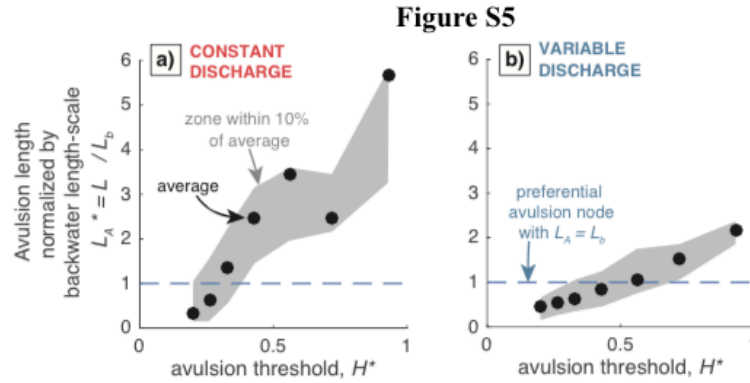 Figure S5
a) CONSTANT
DISCHARGE
b) VARIABLE
DISCHARGE
Avulsion length
normalized by
backwater length-scale
L_A* = L / L_b
6
5
4
3
2
1
0
zone within 10%
of average
average
0
0.5
1
avulsion threshold, H*
6
5
4
3
2
1
0
preferential
avulsion node
with L_A = L_b
0
0.5
1
avulsion threshold, H*